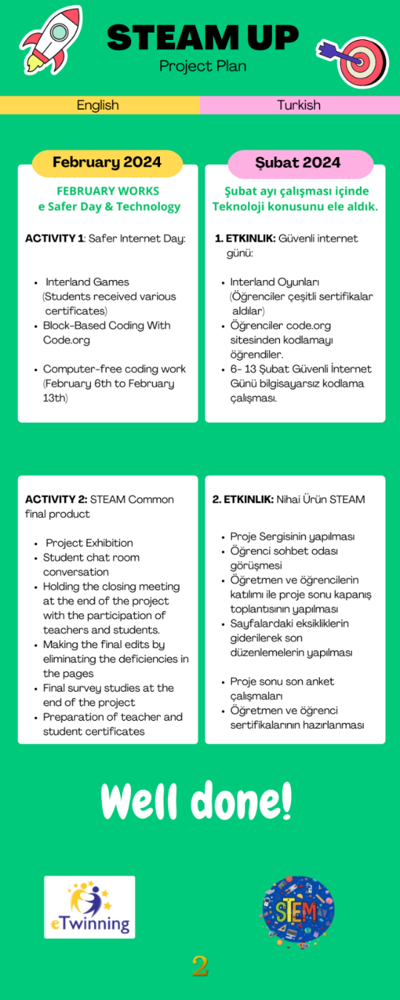 STEAM UP
Project Plan
English
Turkish
February 2024
FEBRUARY WORKS
e Safer Day & Technology
ACTIVITY 1: Safer Internet Day:
• Interland Games
(Students received various
certificates)
• Block-Based Coding With
Code.org
• Computer-free coding work
(February 6th to February
13th)
Şubat 2024
Şubat ayı çalışması içinde
Teknoloji konusunu ele aldık.
1. ETKINLIK: Güvenli internet
günü:
• Interland Oyunları
(Öğrenciler çeşitli sertifikalar
aldılar)
• Öğrenciler code.org
sitesinden kodlamayı
öğrendiler.
• 6- 13 Şubat Güvenli İnternet
Günü bilgisayarsız kodlama
çalışması.
ACTIVITY 2: STEAM Common
final product
• Project Exhibition
• Student chat room
conversation
• Holding the closing meeting
at the end of the project
with the participation of
teachers and students.
• Making the final edits by
eliminating the deficiencies in
the pages
• Final survey studies at the
end of the project
• Preparation of teacher and
student certificates
2. ETKINLIK: Nihai Ürün STEAM
• Proje Sergisinin yapılması
• Öğrenci sohbet odası
görüşmesi
• Öğretmen ve öğrencilerin
katılımı ile proje sonu kapanış
toplantısının yapılması
• Sayfalardaki eksikliklerin
giderilerek son
düzenlemelerin yapılması
• Proje sonu son anket
çalışmaları
• Öğretmen ve öğrenci
sertifikalarının hazırlanması
Well done!
eTwinning
STEM
2